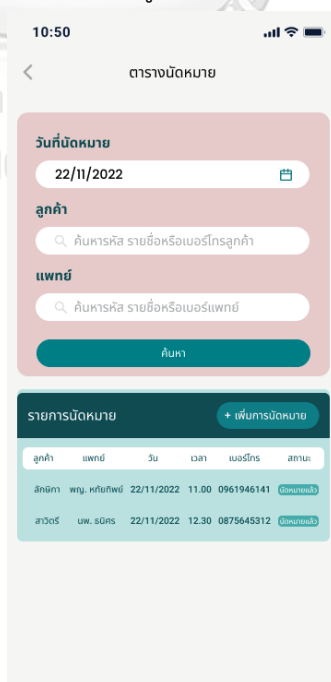 10:50
ตารางนัดหมาย
วันที่นัดหมาย
22/11/2022
ลูกค้า
ค้นหารหัส รายชื่อหรือเบอร์โทรลูกค้า
แพทย์
ค้นหารหัส รายชื่อหรือเบอร์แพทย์
ค้นหา
รายการนัดหมาย + เพิ่มการนัดหมาย
ลูกค้า แพทย์ วัน เวลา เบอร์โทร สถานะ
ลักษิกา พญ. หทัยทิพย์ 22/11/2022 11.00 0961946141 นัดหมายแล้ว
สาวิตรี นพ. ธนิศร 22/11/2022 12.30 0875645312 นัดหมายแล้ว